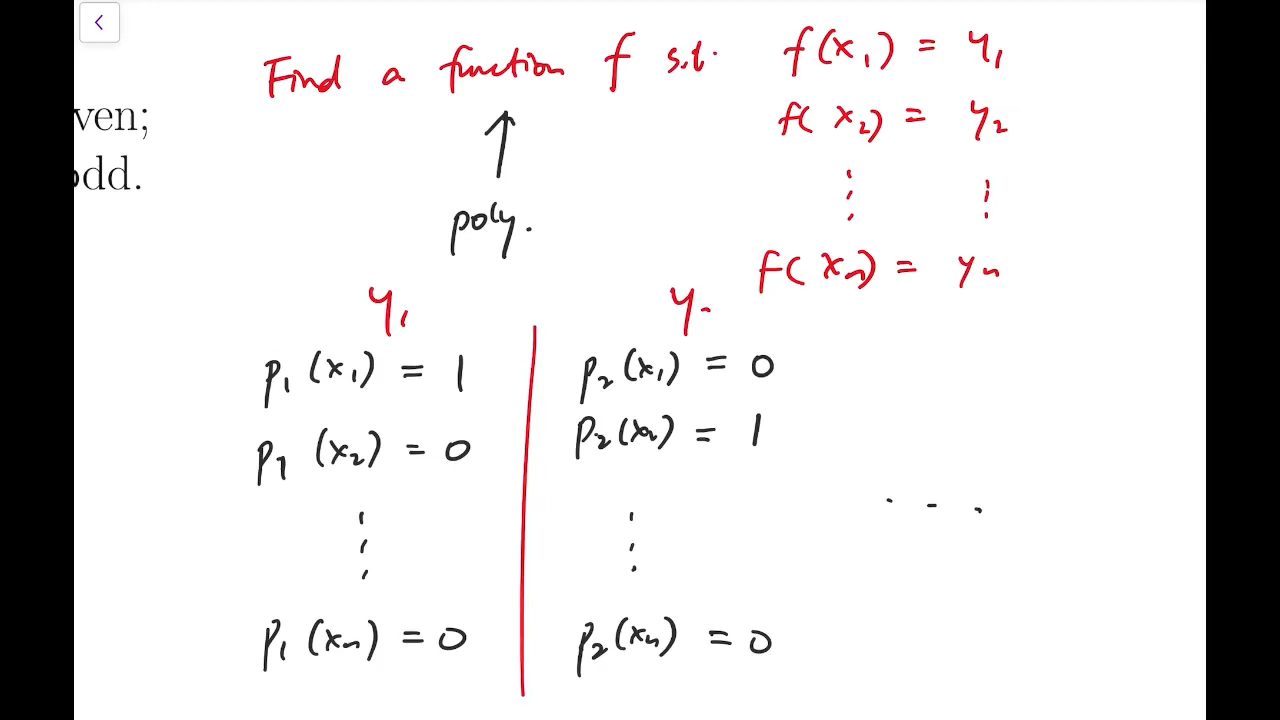 Find a function f s.t. f(x₁) = y₁
f(x₂) = y₂
⋮ ⋮
f(xₙ) = yₙ
ven;
odd.
poly.
y₁
p₁(x₁) = 1
p₁(x₂) = 0
⋮
p₁(xₙ) = 0
y.
p₂(x₁) = 0
p₂(x₂) = 1
⋮
p₂(xₙ) = 0
...